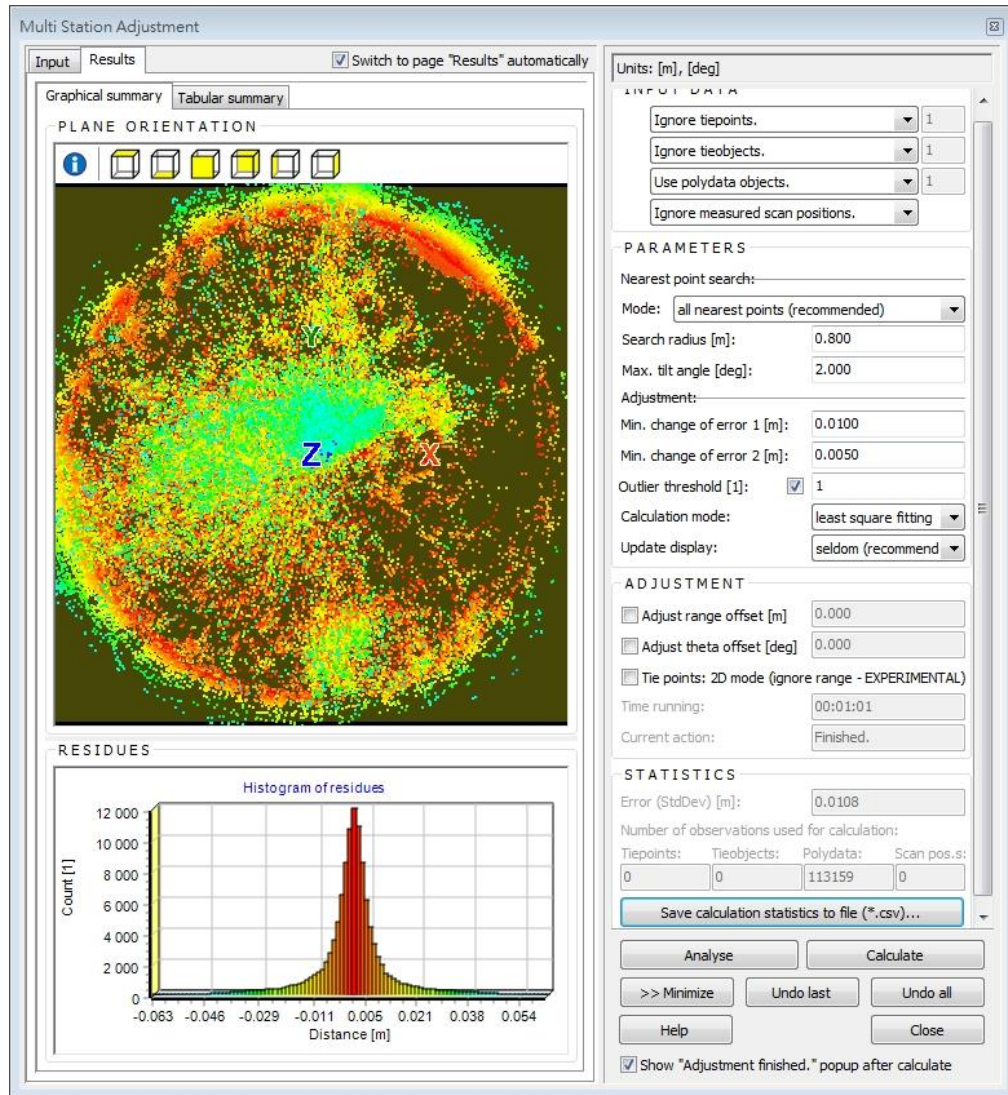 Multi Station Adjustment
Input Results Switch to page "Results" automatically
Graphical summary Tabular summary
PLANE ORIENTATION
Y
Z X
RESIDUES
Histogram of residues
Count [1]
12 000
10 000
8 000
6 000
4 000
2 000
0
-0.063 -0.046 -0.029 -0.011 0.005 0.021 0.038 0.054
Distance [m]
Units: [m], [deg]
INPUT DATA
Ignore tiepoints. 1
Ignore tieobjects. 1
Use polydata objects. 1
Ignore measured scan positions.
PARAMETERS
Nearest point search:
Mode: all nearest points (recommended)
Search radius [m]: 0.800
Max. tilt angle [deg]: 2.000
Adjustment:
Min. change of error 1 [m]: 0.0100
Min. change of error 2 [m]: 0.0050
Outlier threshold [1]: 1
Calculation mode: least square fitting
Update display: seldom (recommend
ADJUSTMENT
Adjust range offset [m] 0.000
Adjust theta offset [deg] 0.000
Tie points: 2D mode (ignore range - EXPERIMENTAL)
Time running: 00:01:01
Current action: Finished.
STATISTICS
Error (StdDev) [m]: 0.0108
Number of observations used for calculation:
Tiepoints: Tieobjects: Polydata: Scan pos.s:
0 0 113159 0
Save calculation statistics to file (*.csv)...
Analyse Calculate
>> Minimize Undo last Undo all
Help Close
Show "Adjustment finished." popup after calculate